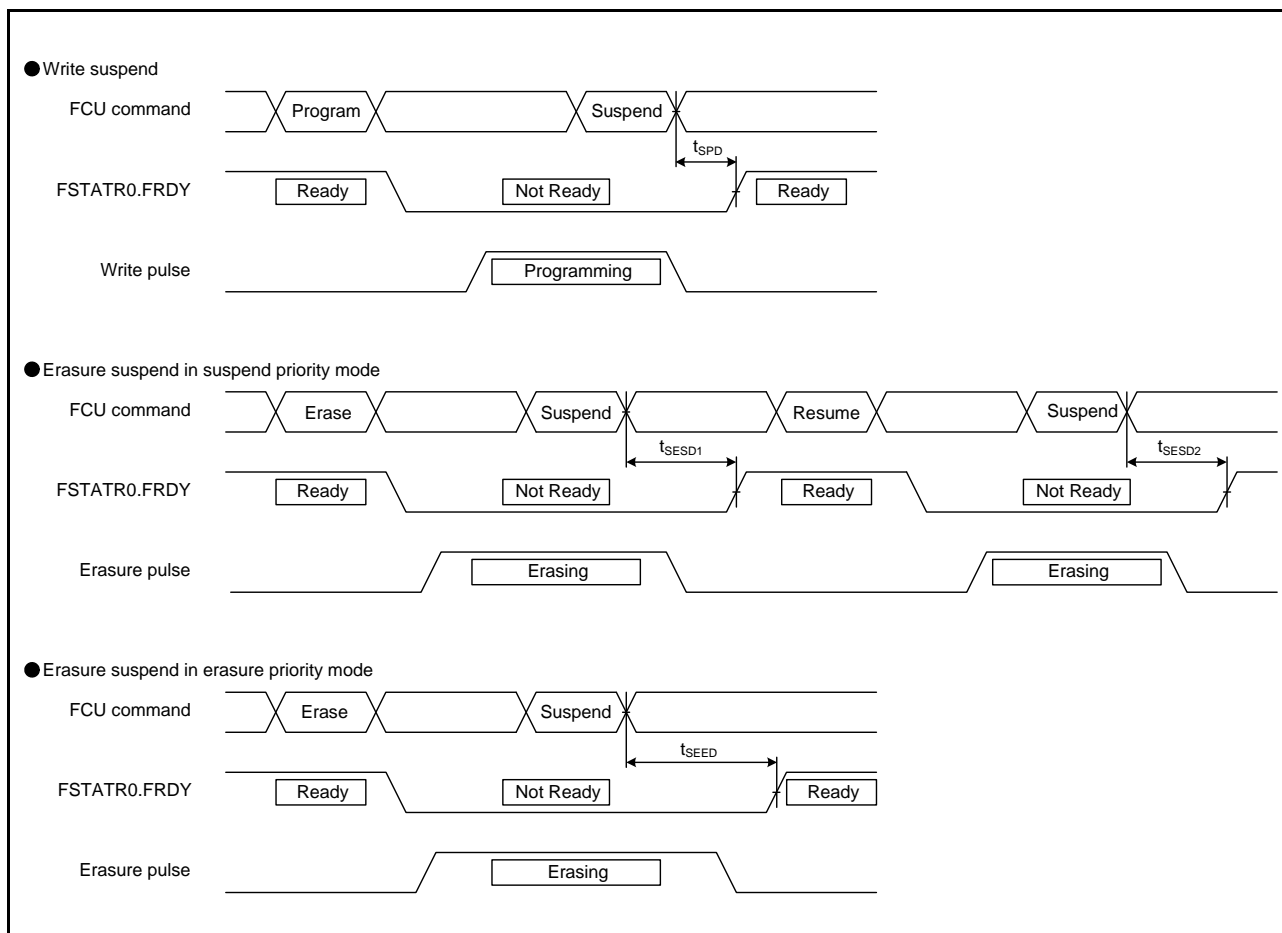 ● Write suspend
FCU command
Program
Suspend
tSPD
FSTATR0.FRDY
Ready
Not Ready
Ready
Write pulse
Programming
● Erasure suspend in suspend priority mode
FCU command
Erase
Suspend
Resume
Suspend
tSESD1
tSESD2
FSTATR0.FRDY
Ready
Not Ready
Ready
Not Ready
Erasure pulse
Erasing
Erasing
● Erasure suspend in erasure priority mode
FCU command
Erase
Suspend
tSEED
FSTATR0.FRDY
Ready
Not Ready
Ready
Erasure pulse
Erasing